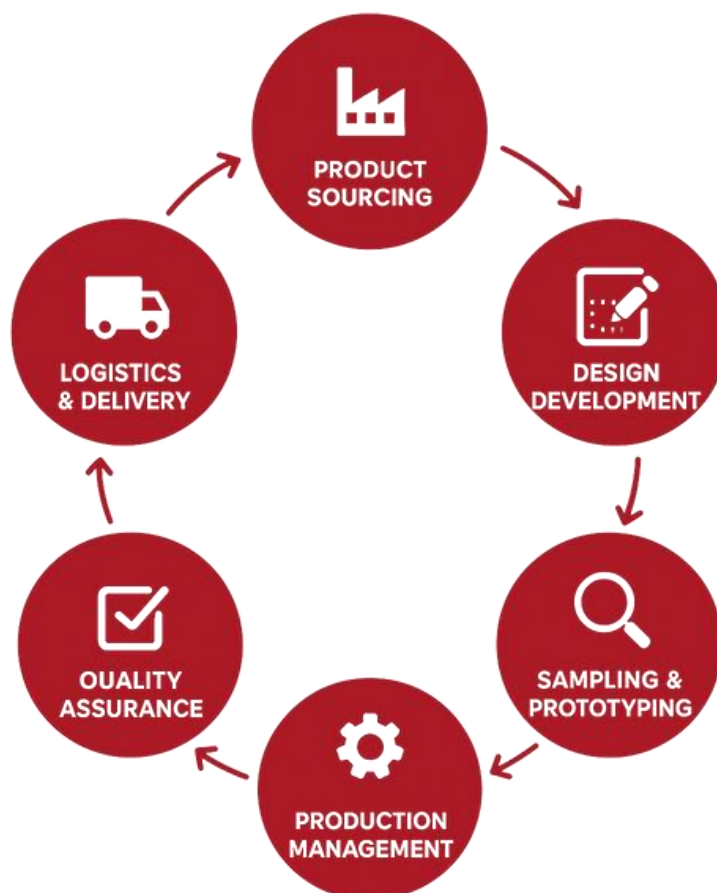 PRODUCT
SOURCING
DESIGN
DEVELOPMENT
SAMPLING &
PROTOTYPING
PRODUCTION
MANAGEMENT
OUALITY
ASSURANCE
LOGISTICS
& DELIVERY